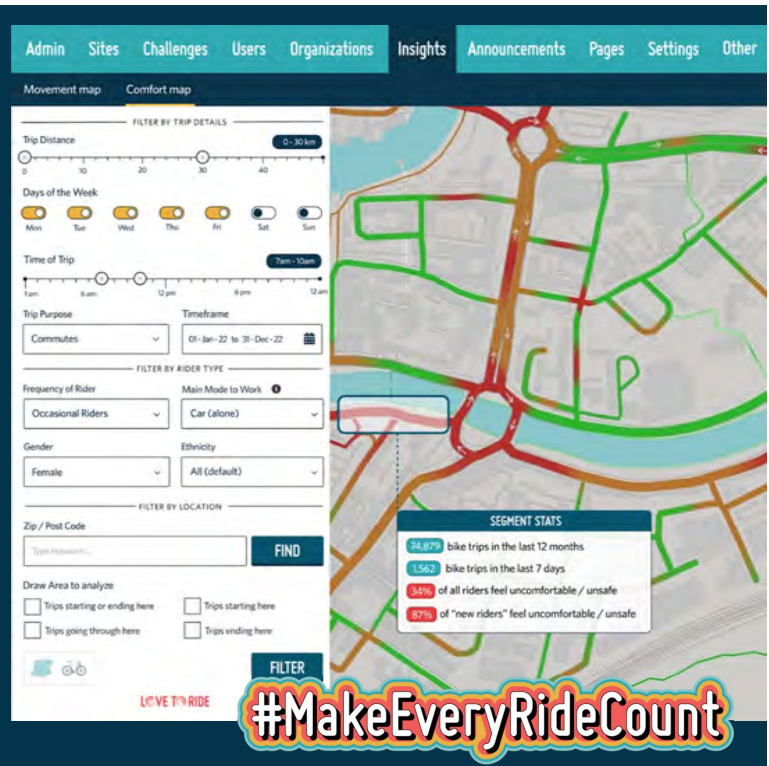 Admin Sites Challenges Users Organizations Insights Announcements Pages Settings Other
Movement map Comfort map
FILTER BY TRIP DETAILS
Trip Distance 0 - 30 km
0 10 20 30 40
Days of the Week
Mon Tue Wed Thu Fri Sat Sun
Time of Trip 7am - 10am
1 am 6 am 12 pm 6 pm 12 am
Trip Purpose Timeframe
Commutes 01 - Jan - 22 to 31 - Dec - 22
FILTER BY RIDER TYPE
Frequency of Rider Main Mode to Work
Occasional Riders Car (alone)
Gender Ethnicity
Female All (default)
FILTER BY LOCATION
Zip / Post Code
FIND
Draw Area to analyze
Trips starting or ending here Trips starting here
Trips going through here Trips ending here
FILTER
LOVE TO RIDE
SEGMENT STATS
74,879 bike trips in the last 12 months
1,562 bike trips in the last 7 days
34% of all riders feel uncomfortable / unsafe
87% of "new riders" feel uncomfortable / unsafe
#MakeEveryRideCount